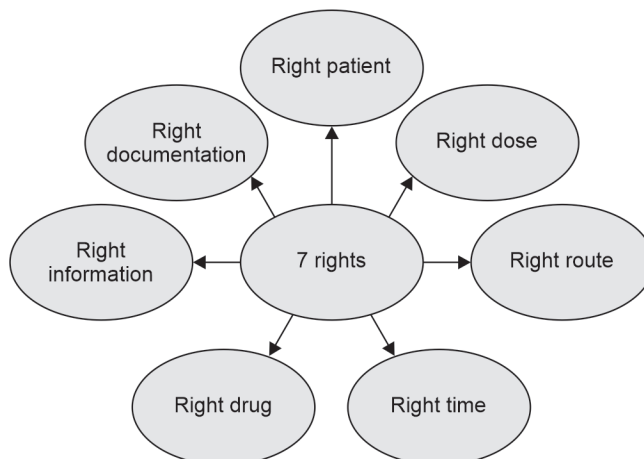 Right patient
Right
documentation
Right dose
Right
information
7 rights
Right route
Right drug
Right time